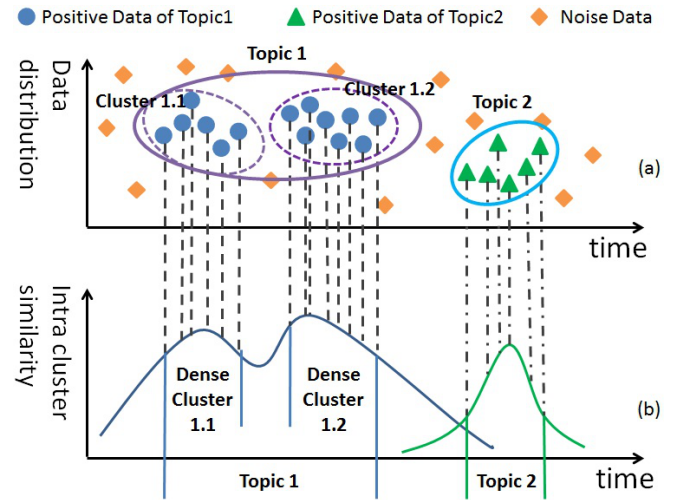 Positive Data of Topic1 Positive Data of Topic2 Noise Data
Data distribution
Topic 1
Cluster 1.1
Cluster 1.2
Topic 2
(a)
time
Intra cluster similarity
Dense
Cluster
1.1
Dense
Cluster
1.2
(b)
time
Topic 1
Topic 2